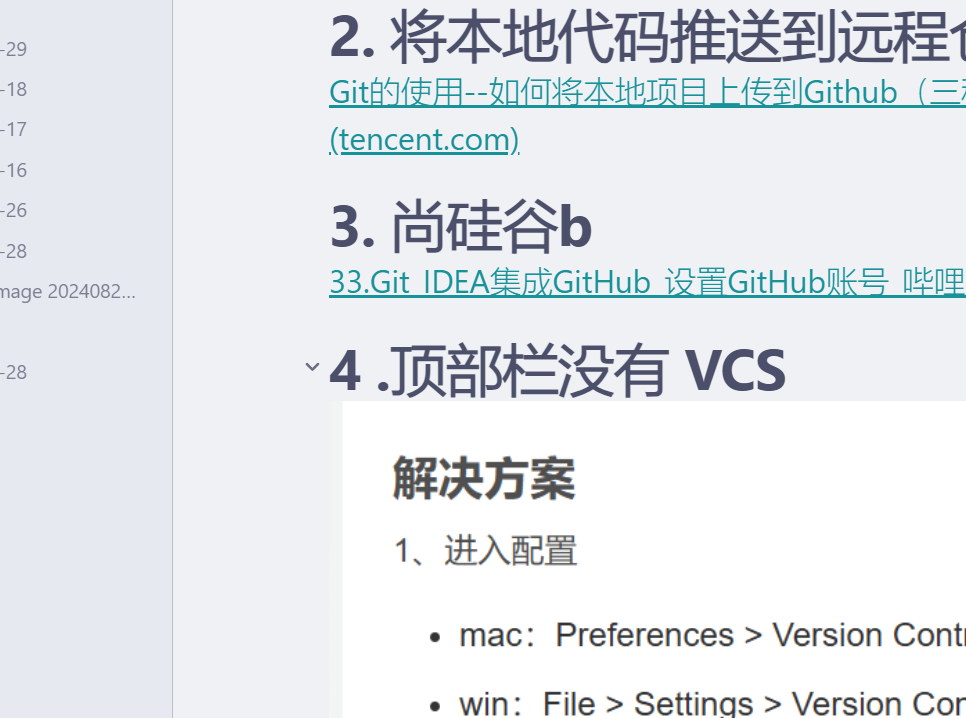 -29
-18
-17
-16
-26
-28
mage 2024082...
-28
2. 将本地代码推送到远程
Git的使用--如何将本地项目上传到Github（三
(tencent.com)
3. 尚硅谷b
33.Git_IDEA集成GitHub_设置GitHub账号_哔哩
4 .顶部栏没有 VCS
解决方案
1、进入配置
• mac：Preferences > Version Contr
• win：File > Settings > Version Con